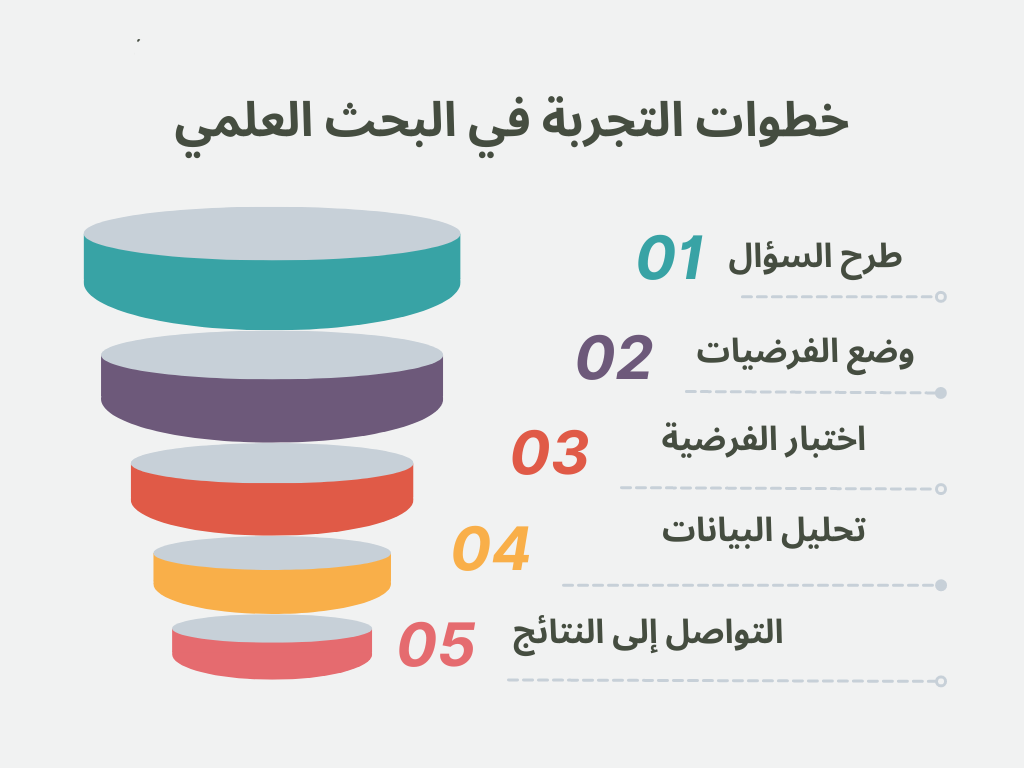 خطوات التجربة في البحث العلمي
01 طرح السؤال
02 وضع الفرضيات
03 اختبار الفرضية
04 تحليل البيانات
05 التواصل إلى النتائج